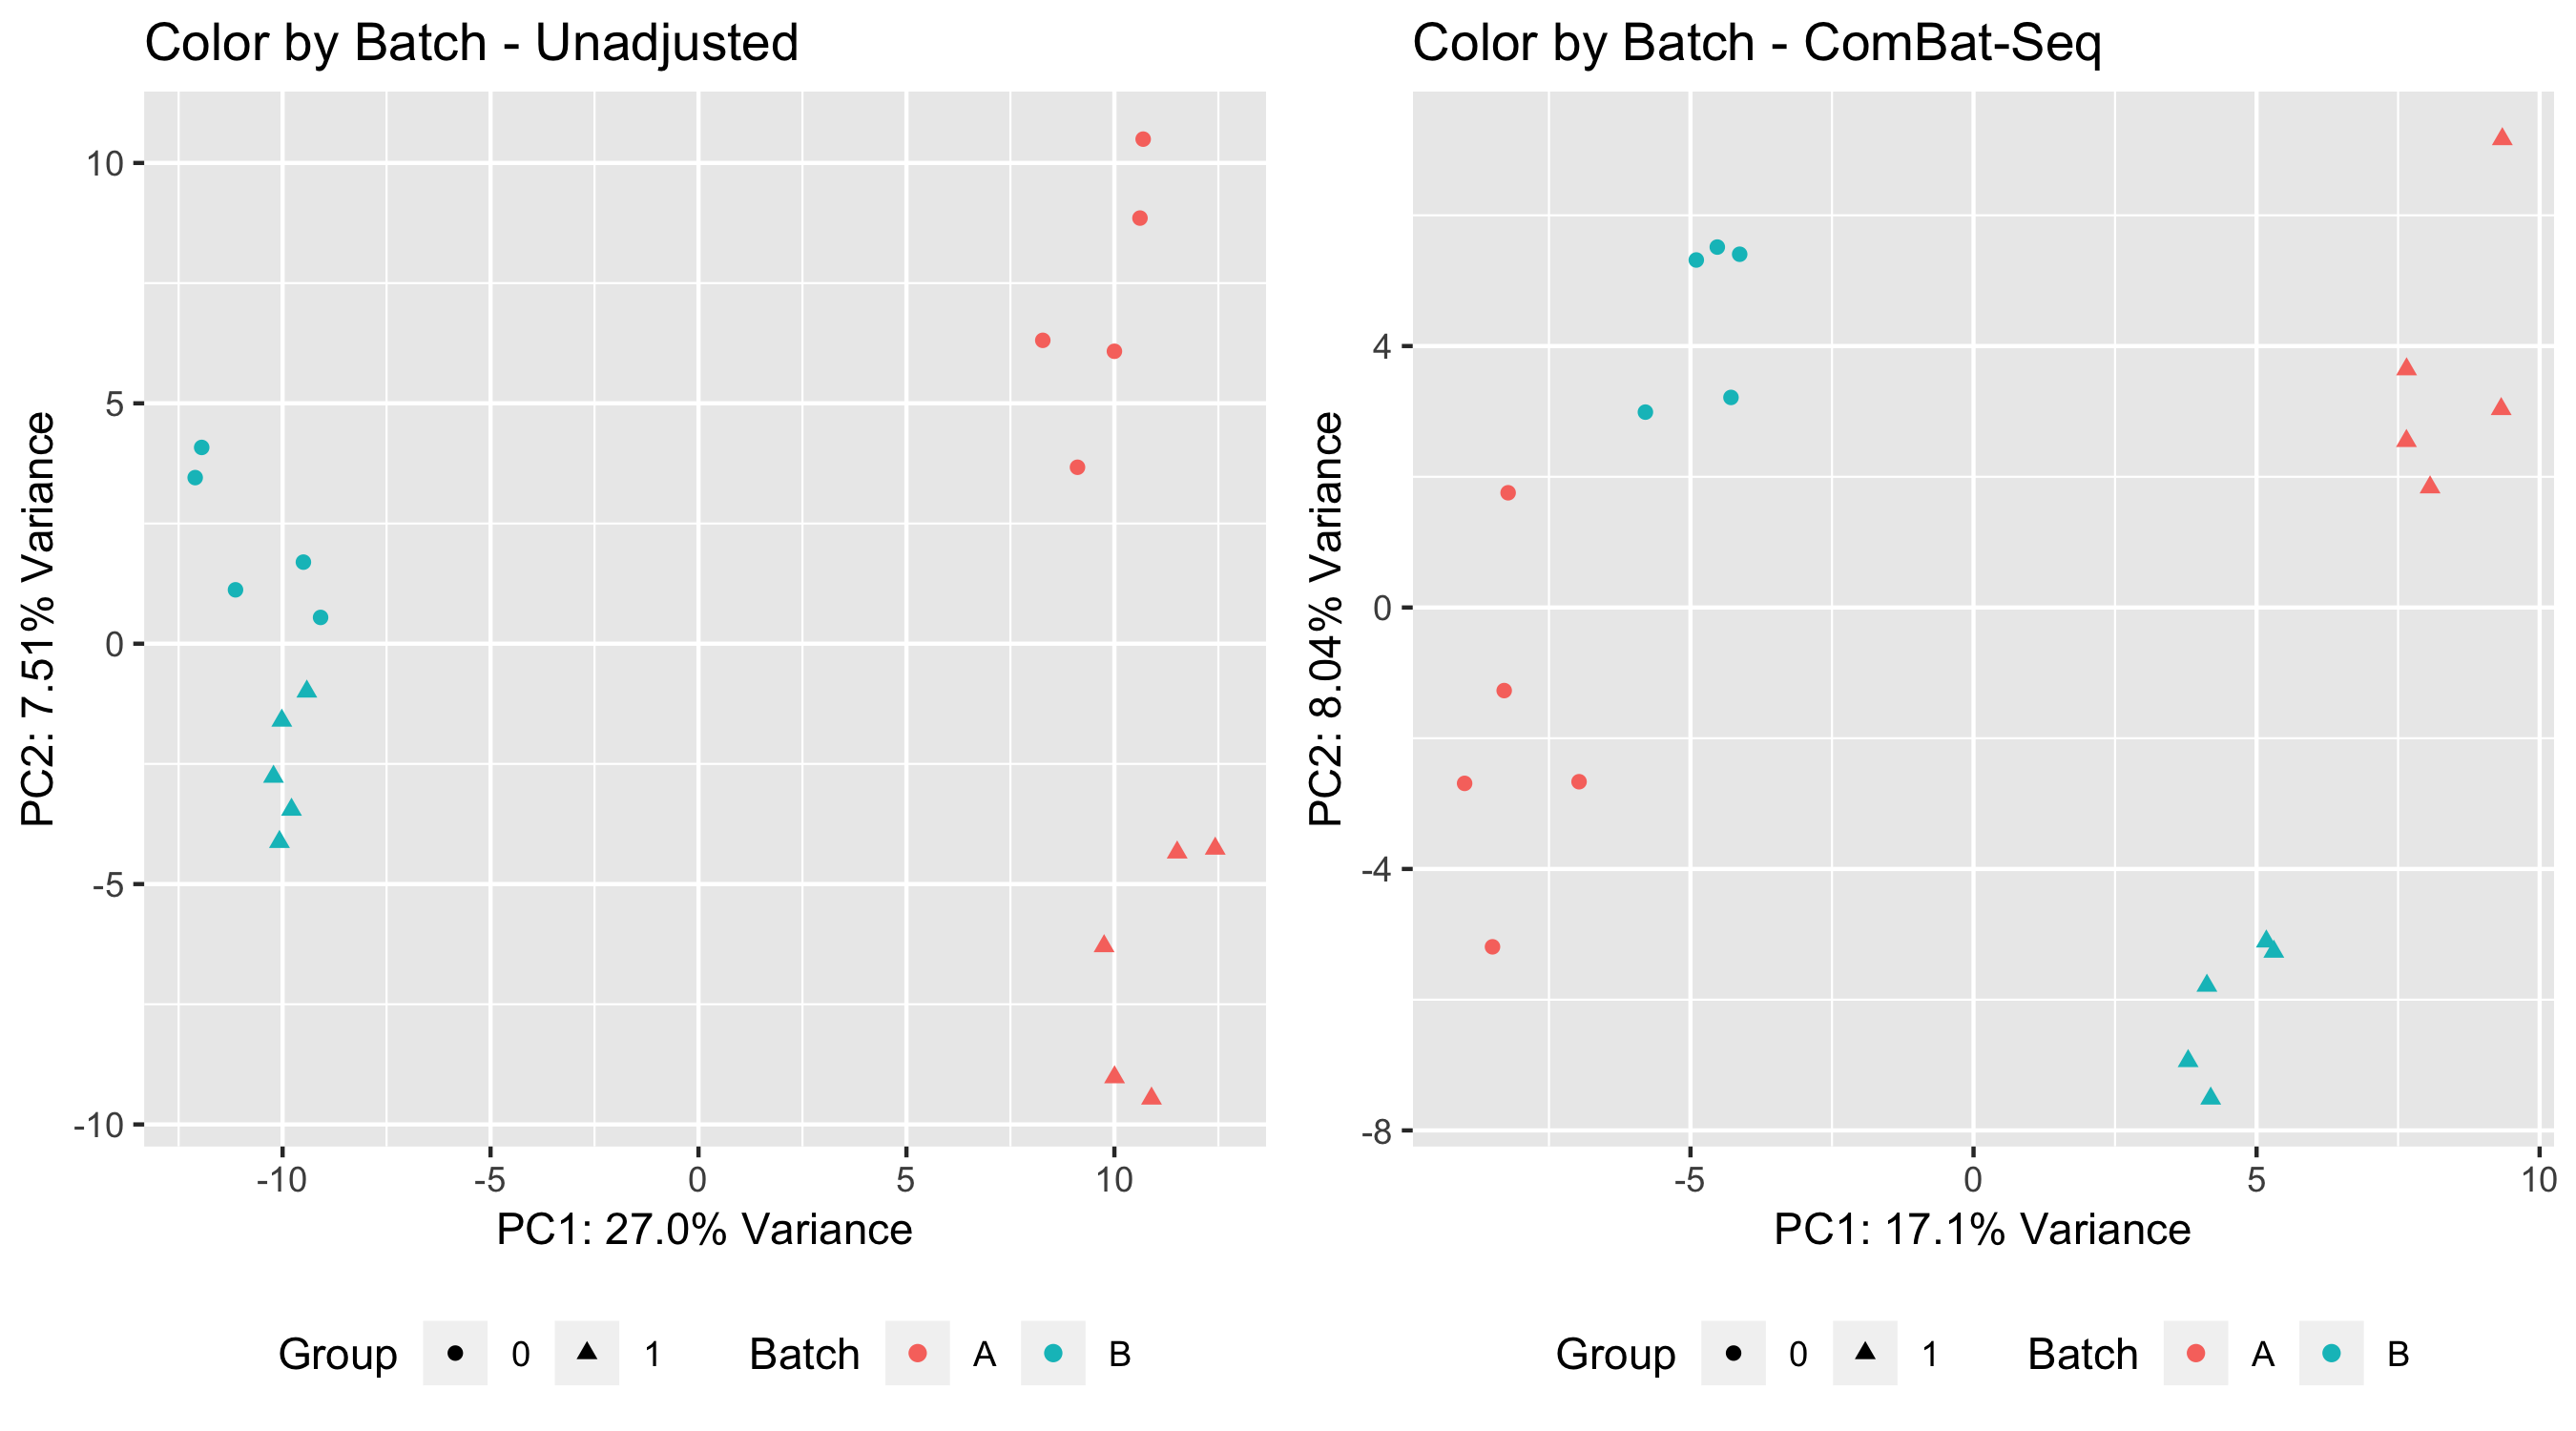 Color by Batch - Unadjusted
10
5
0
-5
-10
PC2: 7.51% Variance
-10 -5 0 5 10
PC1: 27.0% Variance
Group 0 1 Batch A B
Color by Batch - ComBat-Seq
4
0
-4
-8
PC2: 8.04% Variance
-5 0 5 10
PC1: 17.1% Variance
Group 0 1 Batch A B